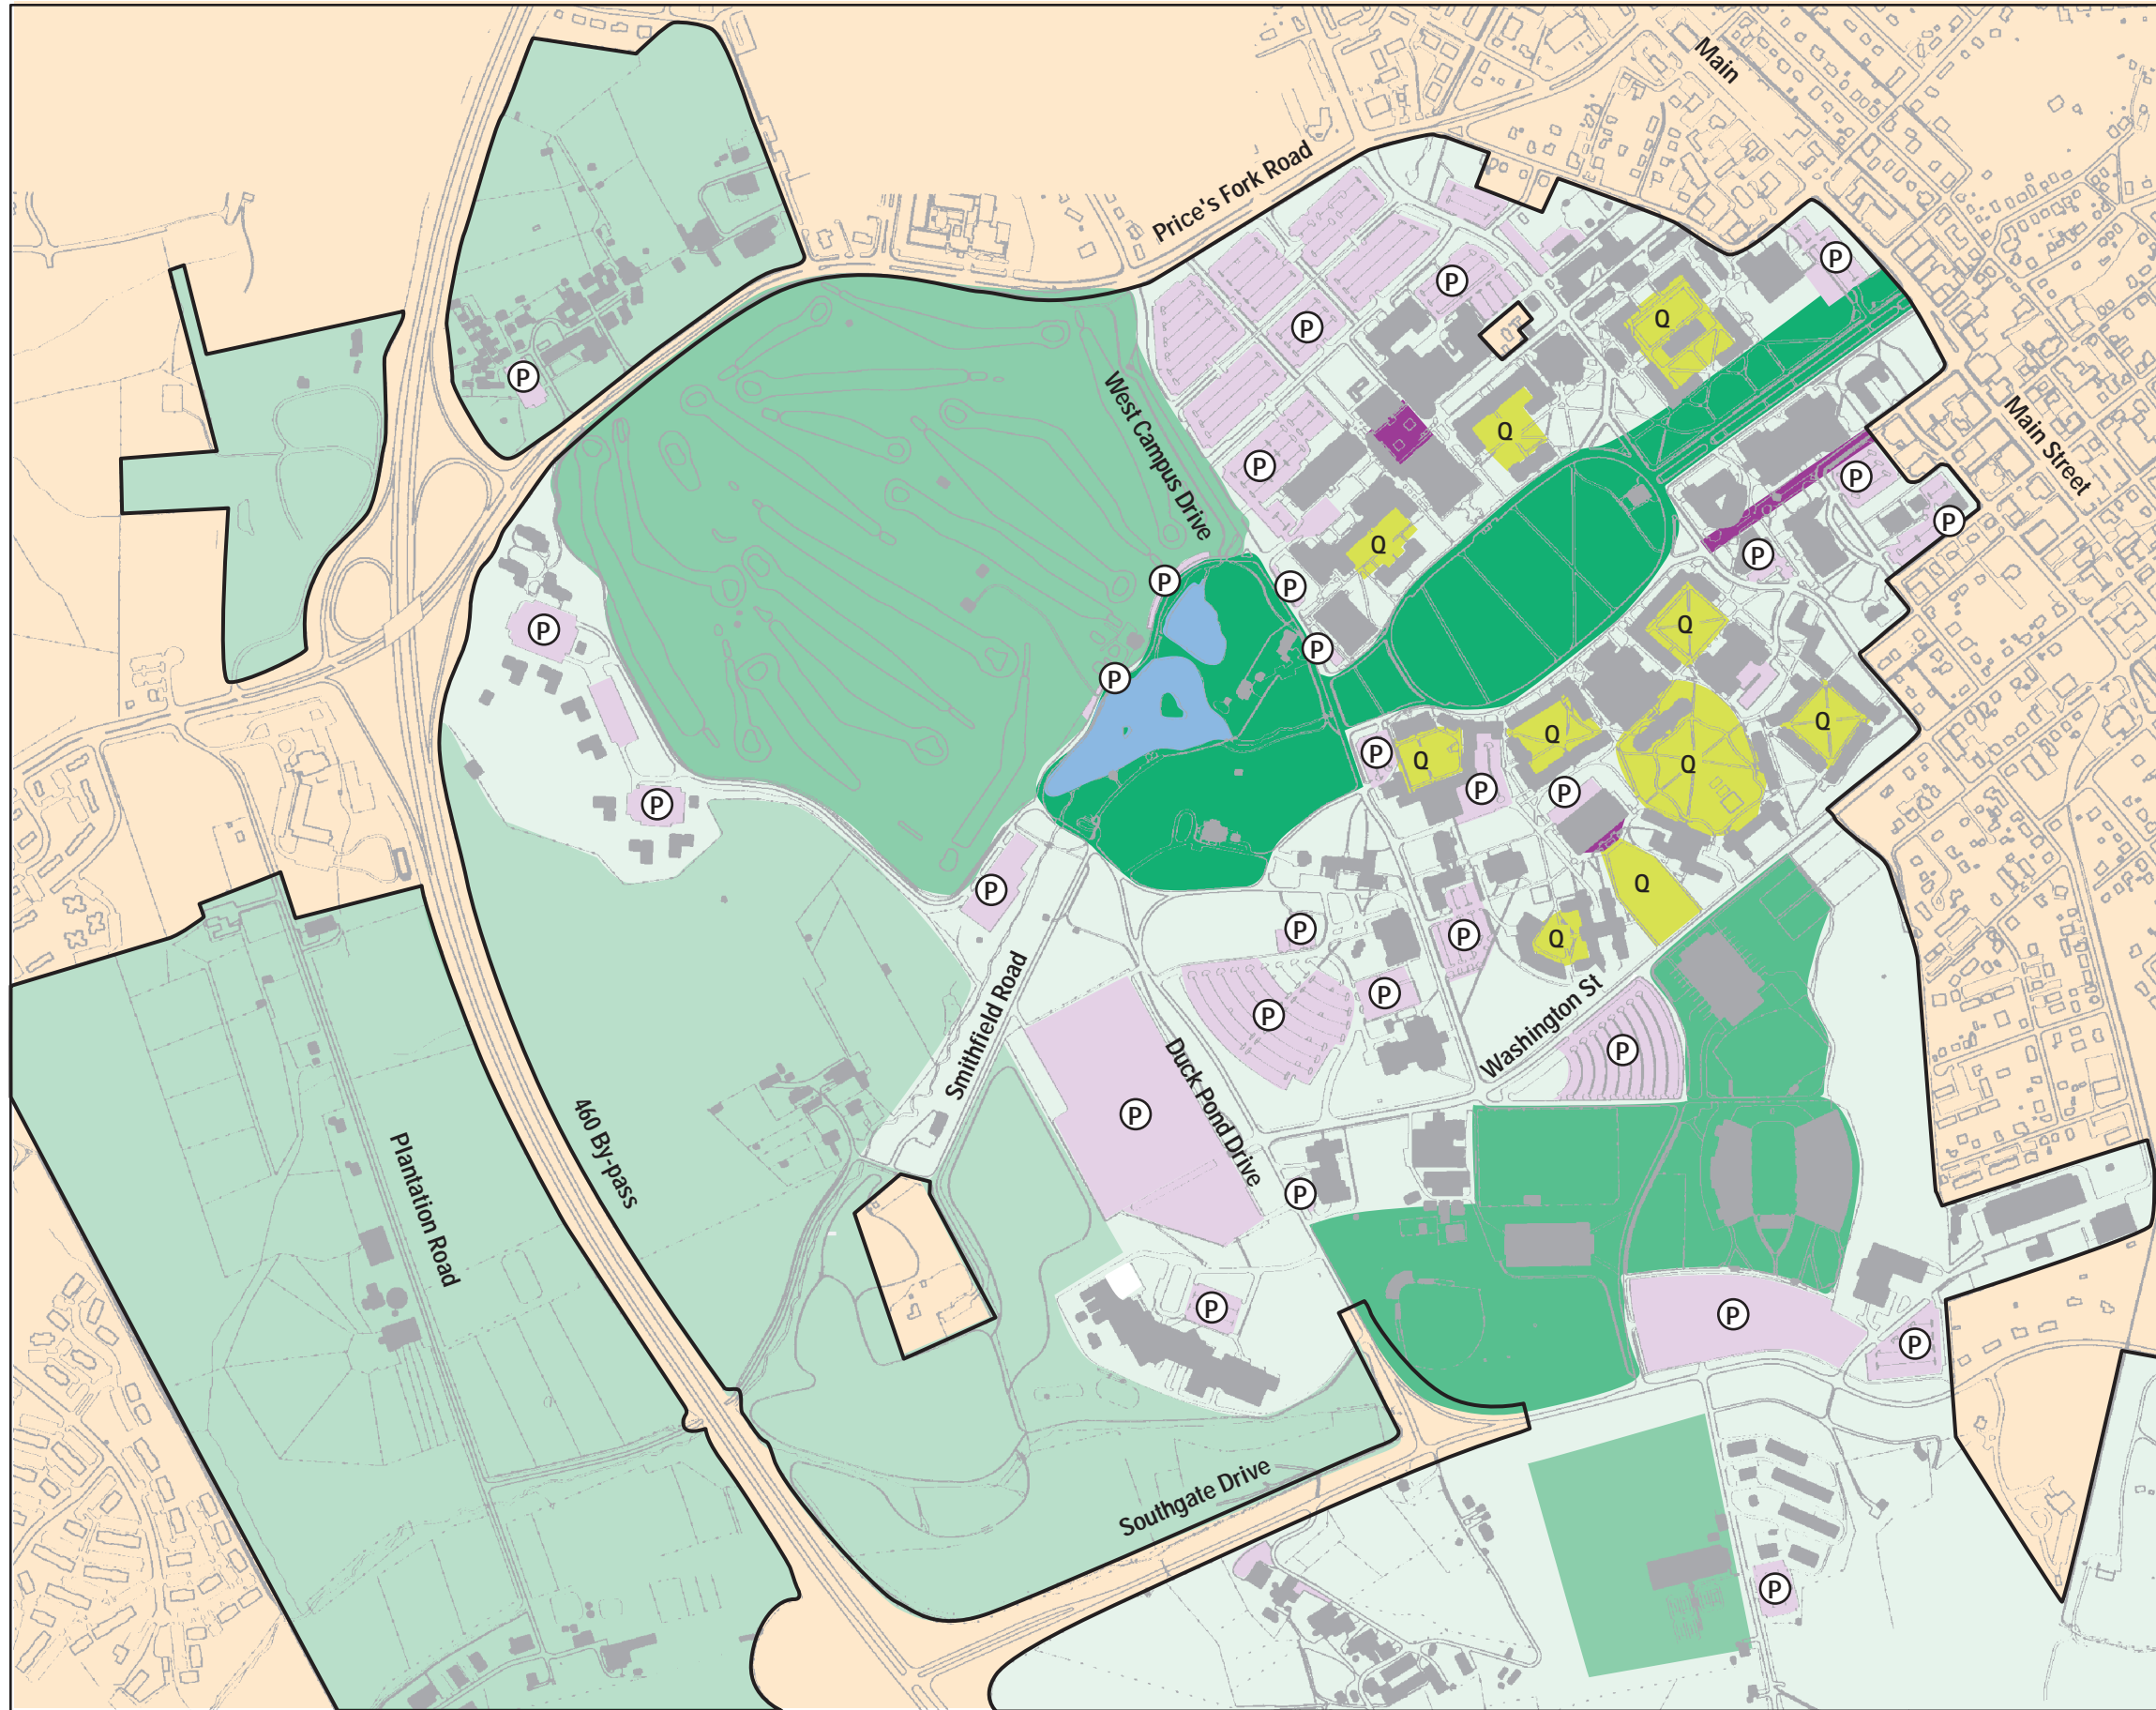 Main
Price's Fork Road
P
P
Q
P
P
West Campus Drive
Main Street
Q
P
P
P
Q
P
P
P
P
Q
P
P
P
Q
Q
Q
P
Q
Q
P
P
P
Q
P
P
Q
P
Smithfield Road
P
P
Washington St
P
P
Duck Pond Drive
460 By-pass
Plantation Road
P
P
P
P
Southgate Drive
P